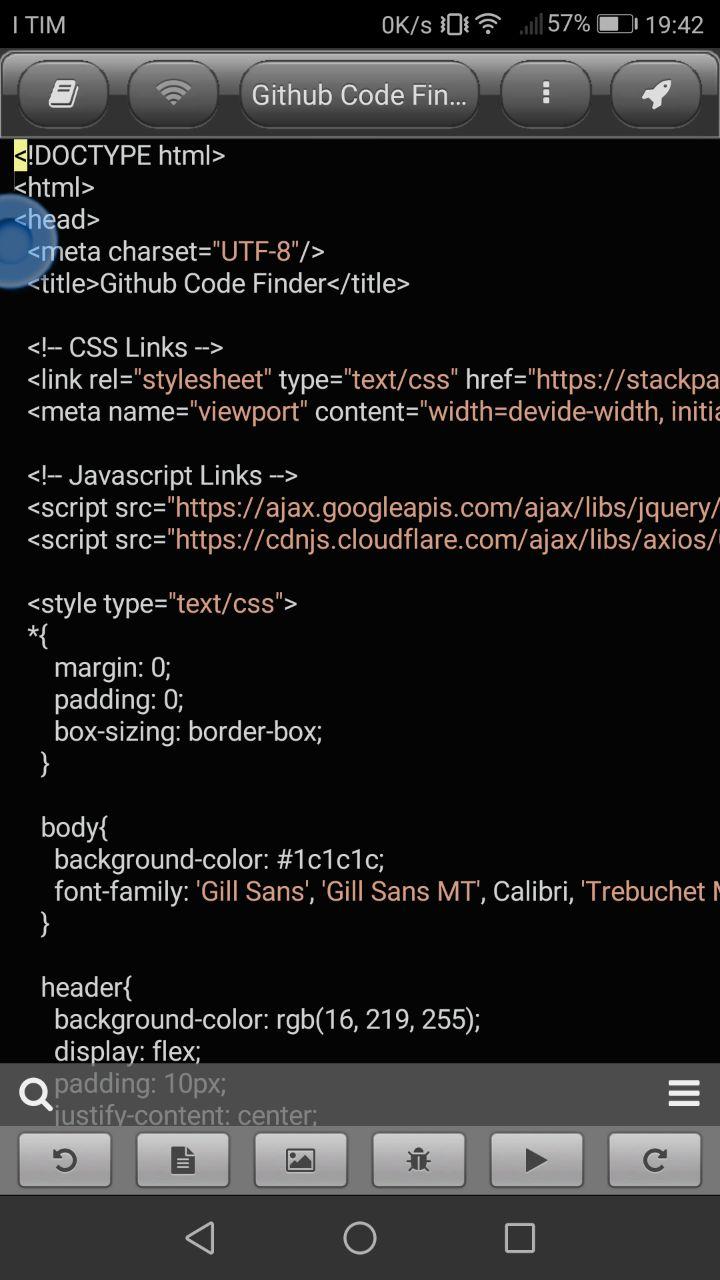 I TIM 0K/s 57% 19:42
Github Code Fin...
<!DOCTYPE html>
<html>
<head>
<meta charset="UTF-8"/>
<title>Github Code Finder</title>
<!-- CSS Links -->
<link rel="stylesheet" type="text/css" href="https://stackpa
<meta name="viewport" content="width=devide-width, initia
<!-- Javascript Links -->
<script src="https://ajax.googleapis.com/ajax/libs/jquery/
<script src="https://cdnjs.cloudflare.com/ajax/libs/axios/
<style type="text/css">
*{
margin: 0;
padding: 0;
box-sizing: border-box;
}
body{
background-color: #1c1c1c;
font-family: 'Gill Sans', 'Gill Sans MT', Calibri, 'Trebuchet M
}
header{
background-color: rgb(16, 219, 255);
display: flex;
padding: 10px;
justify-content: center;